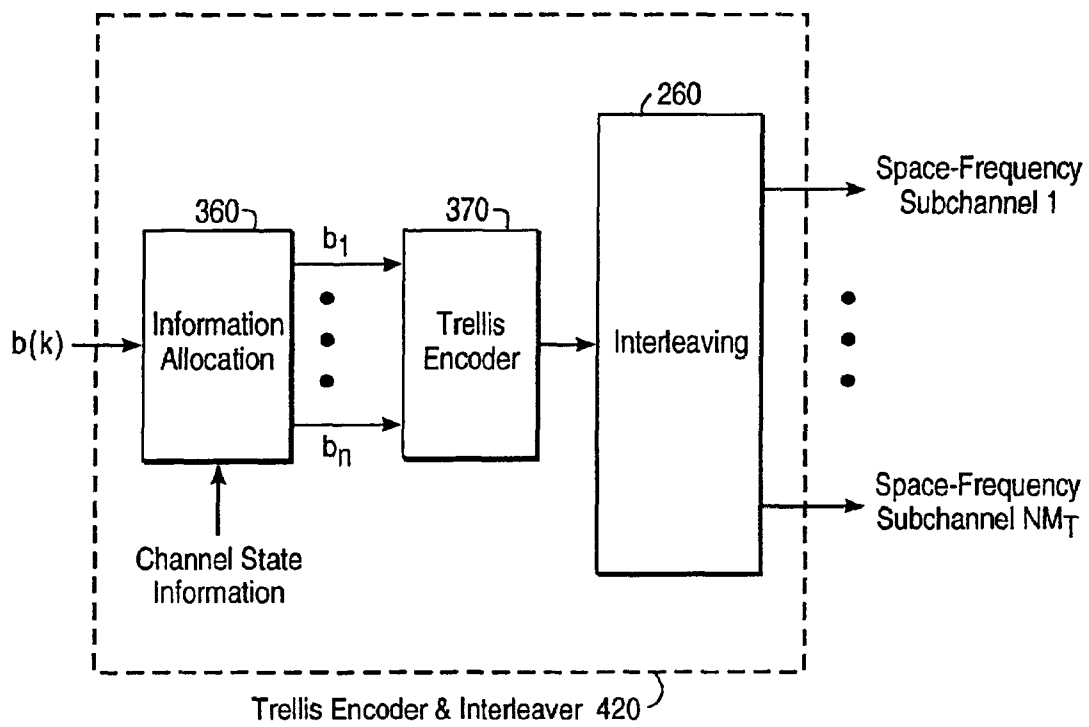 260
Space-Frequency
Subchannel 1
360
370
b1
b(k)
Information
Allocation
Trellis
Encoder
Interleaving
bn
Space-Frequency
Subchannel NMT
Channel State
Information
Trellis Encoder & Interleaver 420